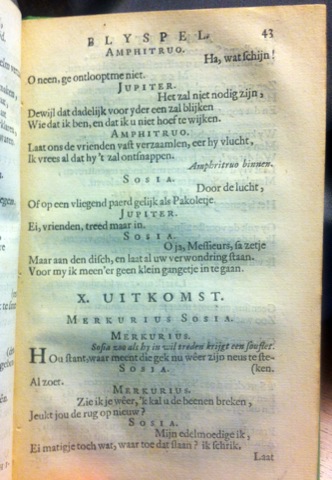 BLYSPEL. 43
AMPHITRUO.
Ha, wat schijn!
O neen, ge ontlooptme niet.
JUPITER.
Het zal niet nodig zijn,
Dewijl dat dadelijk voor yder een zal blijken
Wie dat ik ben, en dat ik u niet hoef te wijken.
AMPHITRUO.
Laat ons de vrienden vast verzaamlen, eer hy vlucht,
Ik vrees al dat hy 't zal ontsnappen.
Amphitruo binnen.
SOSIA.
Door de lucht,
Of op een vliegend paerd gelijk als Pakoletje.
JUPITER.
Ei, vrienden, treed maar in.
SOSIA.
O ja, Messieurs, sa zetje
Maar aan den disch, en laat al uw verwondring staan.
Voor my ik meen'er geen klein gangetje in te gaan.
X. UITKOMST.
MERKURIUS SOSIA.
MERKURIUS.
Sosia zou als hy in wil treden krijgt een souflet.
HOu stant, waar meent die gek nu wêer zijn neus te ste-
SOSIA. (ken.
Al zoet.
MERKURIUS.
Zie ik je wêer, 'k kal u de beenen breken,
Jeukt jou de rug op nieuw?
SOSIA.
Mijn edelmoedige ik,
Ei matigje toch wat, waar toe dat slaan? ik schrik.
Laat